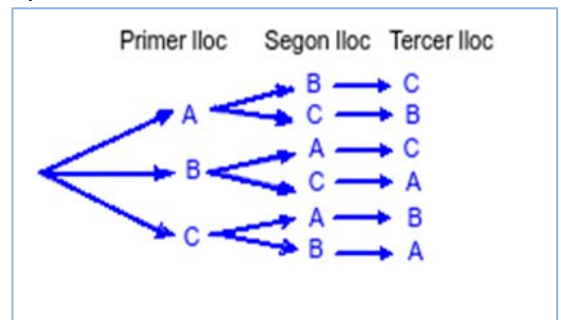 Primer lloc Segon lloc Tercer lloc
B C
A
C B
A C
B
C A
A B
C
B A